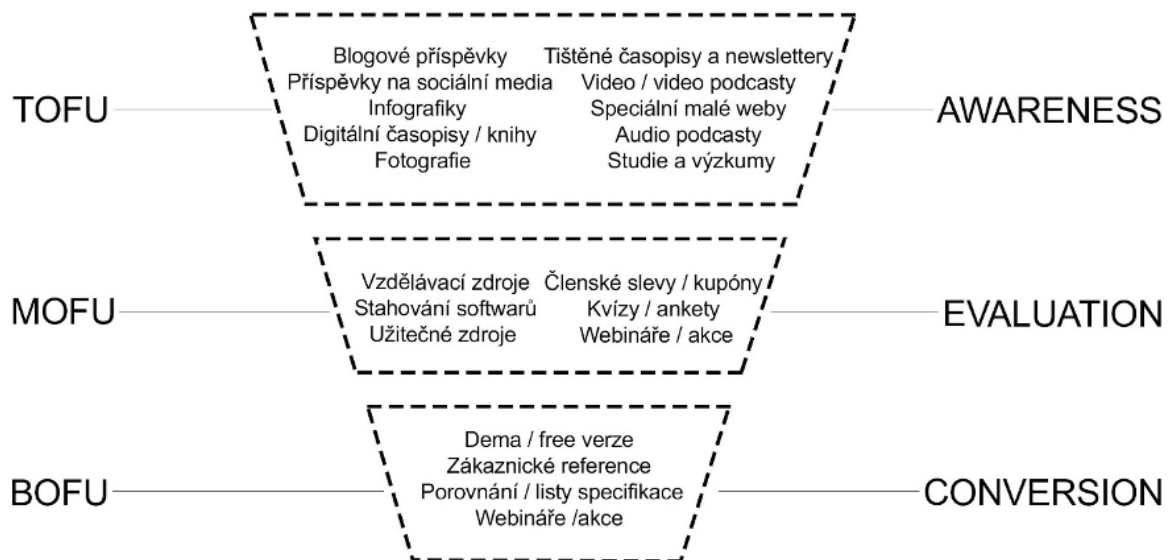 TOFU
Blogové příspěvky
Příspěvky na sociální media
Infografiky
Digitální časopisy / knihy
Fotografie
Tištěné časopisy a newslettery
Video / video podcasty
Speciální malé weby
Audio podcasty
Studie a výzkumy
AWARENESS
MOFU
Vzdělávací zdroje
Stahování softwarů
Užitečné zdroje
Členské slevy / kupóny
Kvízy / ankety
Webináře / akce
EVALUATION
BOFU
Dema / free verze
Zákaznické reference
Porovnání / listy specifikace
Webináře /akce
CONVERSION